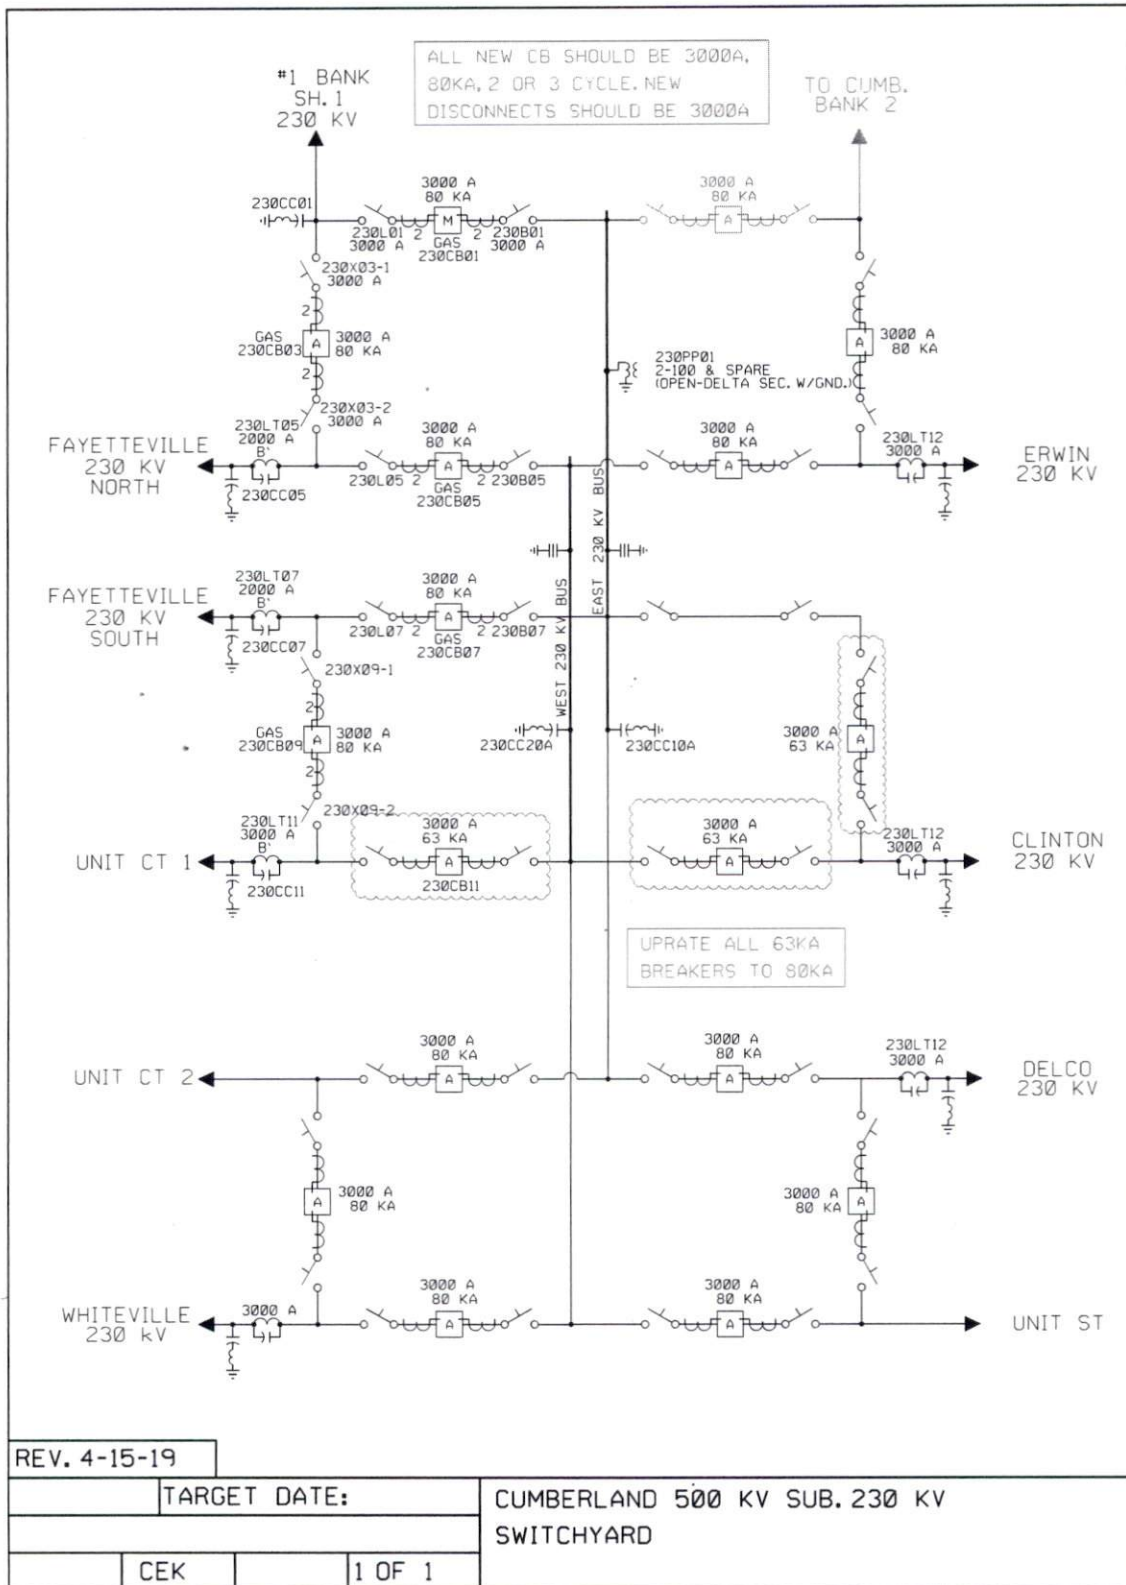 ALL NEW CB SHOULD BE 3000A,
80KA, 2 OR 3 CYCLE. NEW
DISCONNECTS SHOULD BE 3000A
#1 BANK
SH. 1
230 KV
TO CUMB.
BANK 2
230CC01
3000 A
80 KA
M
2
2
230L01
3000 A
GAS
230CB01
230B01
3000 A
3000 A
80 KA
A
230X03-1
3000 A
2
GAS
230CB03
A
3000 A
80 KA
2
230X03-2
3000 A
A
3000 A
80 KA
230PP01
2-100 & SPARE
(OPEN-DELTA SEC. W/GND.)
FAYETTEVILLE
230 KV
NORTH
230LT05
2000 A
B'
230CC05
3000 A
80 KA
A
230L05
2
GAS
230CB05
2
230B05
3000 A
80 KA
A
230LT12
3000 A
ERWIN
230 KV
WEST 230 KV BUS
EAST 230 KV BUS
FAYETTEVILLE
230 KV
SOUTH
230LT07
2000 A
B'
230CC07
3000 A
80 KA
A
230L07
2
GAS
230CB07
2
230B07
230X09-1
2
GAS
230CB09
A
3000 A
80 KA
2
230X09-2
230CC20A
230CC10A
3000 A
63 KA
A
UNIT CT 1
230LT11
3000 A
B'
230CC11
3000 A
63 KA
A
230CB11
3000 A
63 KA
A
230LT12
3000 A
CLINTON
230 KV
UPRATE ALL 63KA
BREAKERS TO 80KA
UNIT CT 2
3000 A
80 KA
A
3000 A
80 KA
A
230LT12
3000 A
DELCO
230 KV
A
3000 A
80 KA
3000 A
80 KA
A
WHITEVILLE
230 kV
3000 A
3000 A
80 KA
A
3000 A
80 KA
A
UNIT ST
REV. 4-15-19
TARGET DATE:
CUMBERLAND 500 KV SUB. 230 KV
SWITCHYARD
CEK
1 OF 1